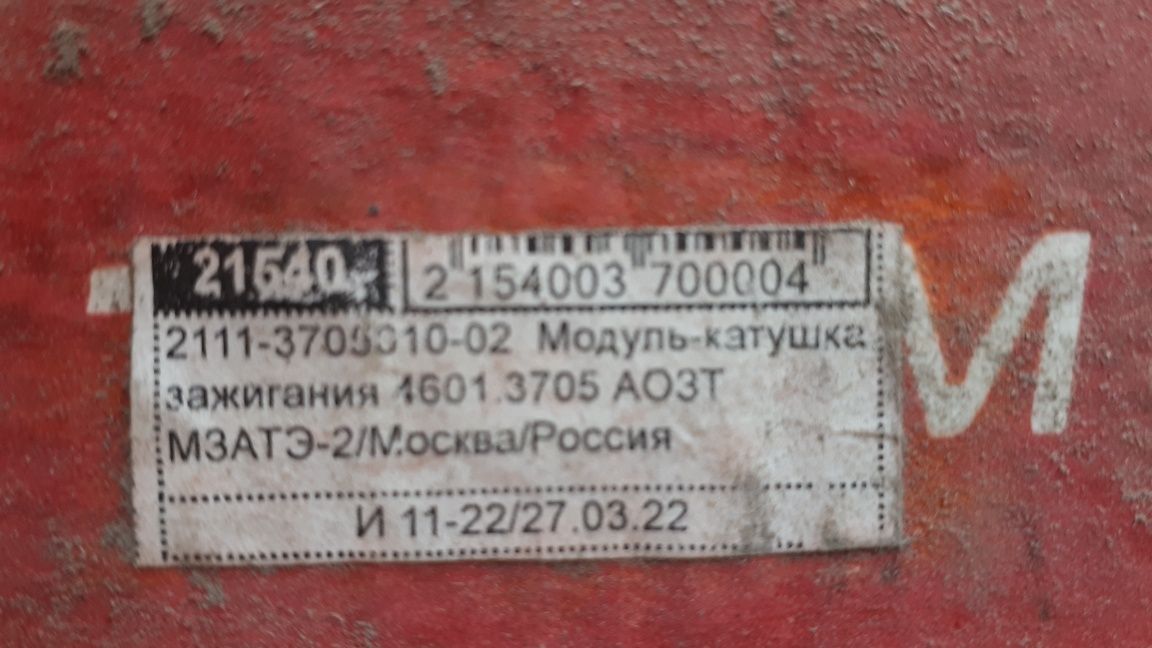 21540
2 154003 700004
2111-3705010-02 Модуль-катушка
зажигания 4601.3705 АОЗТ
МЗАТЭ-2/Москва/Россия
И 11-22/27.03.22
М